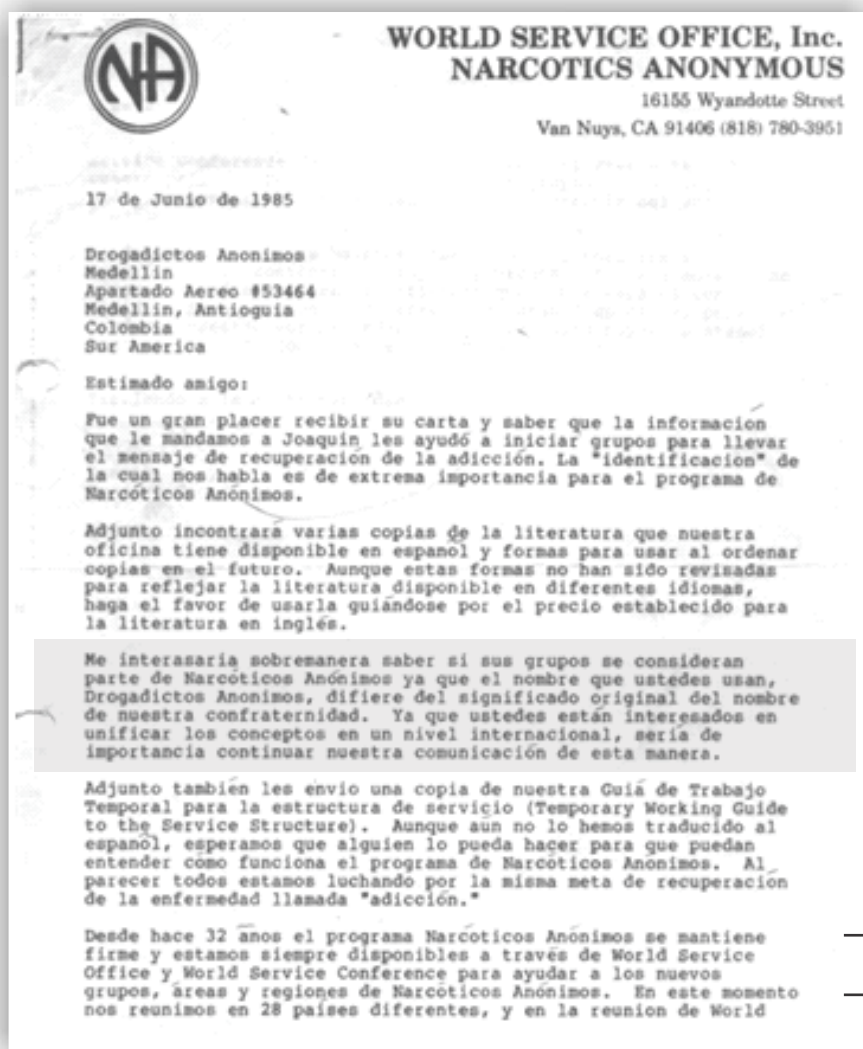 NA
WORLD SERVICE OFFICE, Inc.
NARCOTICS ANONYMOUS
16155 Wyandotte Street
Van Nuys, CA 91406 (818) 780-3951
17 de Junio de 1985
Drogadictos Anonimos
Medellin
Apartado Aereo #53464
Medellin, Antioguia
Colombia
Sur America
Estimado amigo:
Fue un gran placer recibir su carta y saber que la informacion
que le mandamos a Joaquin les ayudó a iniciar grupos para llevar
el mensaje de recuperación de la adicción. La "identificacion" de
la cual nos habla es de extrema importancia para el programa de
Narcóticos Anónimos.
Adjunto incontrará varias copias de la literatura que nuestra
oficina tiene disponible en espanol y formas para usar al ordenar
copias en el futuro. Aunque estas formas no han sido revisadas
para reflejar la literatura disponible en diferentes idiomas,
haga el favor de usarla guiándose por el precio establecido para
la literatura en inglés.
Me interasaria sobremanera saber si sus grupos se consideran
parte de Narcóticos Anónimos ya que el nombre que ustedes usan,
Drogadictos Anonimos, difiere del significado original del nombre
de nuestra confraternidad. Ya que ustedes están interesados en
unificar los conceptos en un nivel internacional, sería de
importancia continuar nuestra comunicación de esta manera.
Adjunto también les envio una copia de nuestra Guiá de Trabajo
Temporal para la estructura de servicio (Temporary Working Guide
to the Service Structure). Aunque aún no lo hemos traducido al
espanol, esperamos que alguien lo pueda hacer para que puedan
entender cómo funciona el programa de Narcóticos Anonimos. Al
parecer todos estamos luchando por la misma meta de recuperación
de la enfermedad llamada "adicción."
Desde hace 32 anos el programa Narcóticos Anónimos se mantiene
firme y estamos siempre disponibles a través de World Service
Office y World Service Conference para ayudar a los nuevos
grupos, áreas y regiones de Narcóticos Anónimos. En este momento
nos reunimos en 28 países diferentes, y en la reunion de World